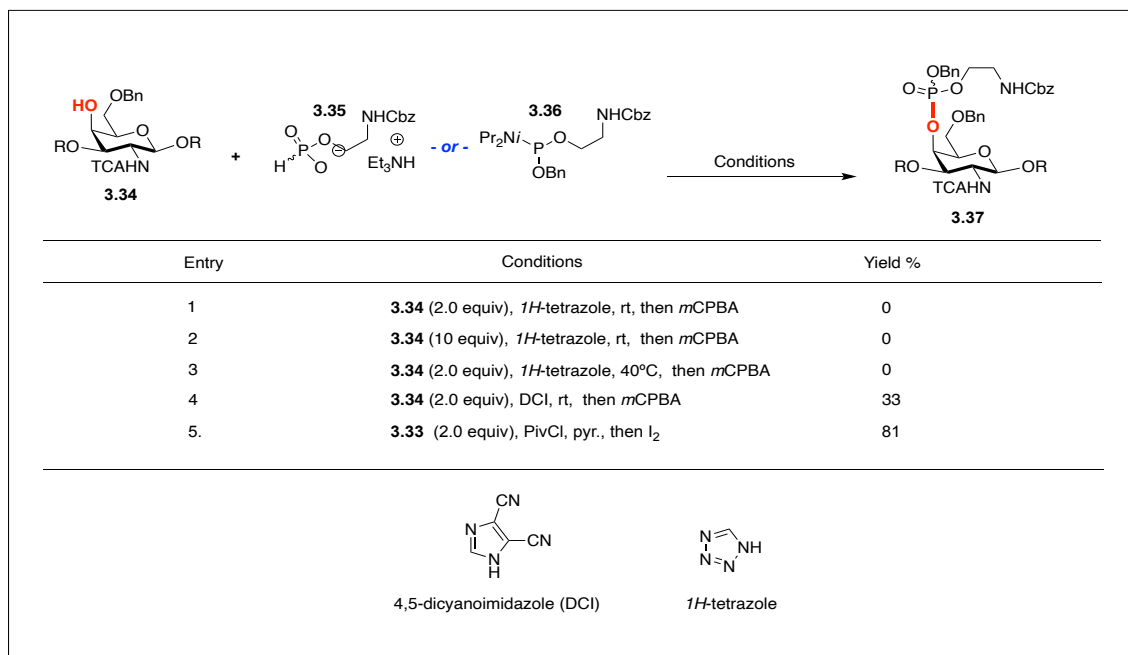 OBn
O
P
O
NHCbz
O
OBn
HO
O
RO
OR
TCAHN
3.34
+
3.35
NHCbz
O
P
O
H
O
⊖
⊕
Et3NH
- or -
3.36
NHCbz
Pr2Ni
P
O
OBn
Conditions
OBn
O
RO
OR
TCAHN
3.37
Entry Conditions Yield %
1 3.34 (2.0 equiv), 1H-tetrazole, rt, then mCPBA 0
2 3.34 (10 equiv), 1H-tetrazole, rt, then mCPBA 0
3 3.34 (2.0 equiv), 1H-tetrazole, 40ºC, then mCPBA 0
4 3.34 (2.0 equiv), DCI, rt, then mCPBA 33
5. 3.33 (2.0 equiv), PivCl, pyr., then I2 81
CN
N
CN
N
H
N
N
NH
N
4,5-dicyanoimidazole (DCI) 1H-tetrazole